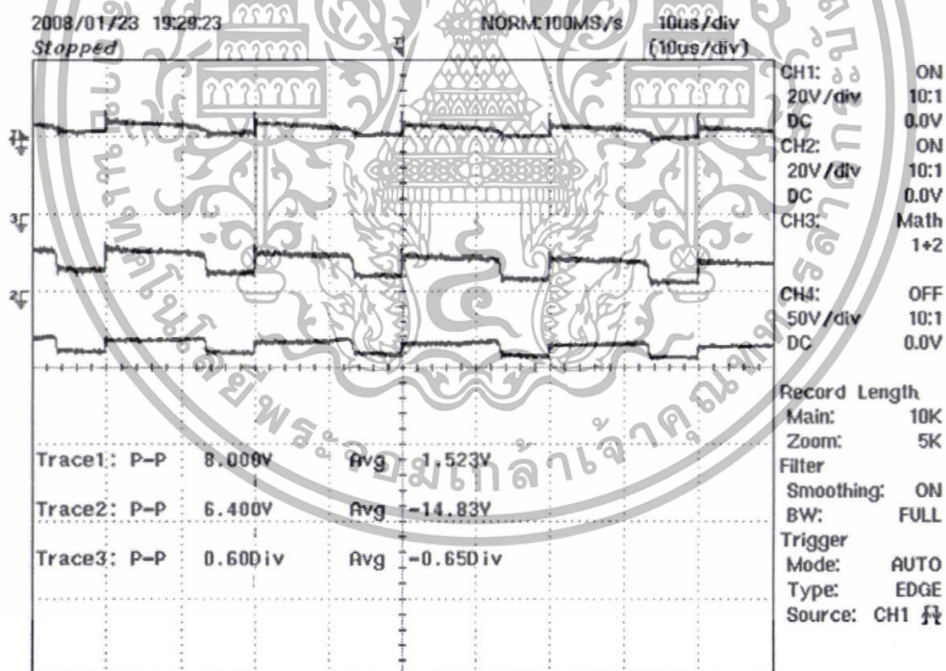 2008/01/23 19:29:23 NORM:100MS/s 10us/div
Stopped (10us/div)
CH1: ON
20V/div 10:1
DC 0.0V
CH2: ON
20V/div 10:1
DC 0.0V
CH3: Math
1+2
CH4: OFF
50V/div 10:1
DC 0.0V
Record Length
Main: 10K
Zoom: 5K
Filter
Smoothing: ON
BW: FULL
Trigger
Mode: AUTO
Type: EDGE
Source: CH1
Trace1: P-P 8.000V Avg 1.523V
Trace2: P-P 6.400V Avg -14.83V
Trace3: P-P 0.60Div Avg -0.65Div